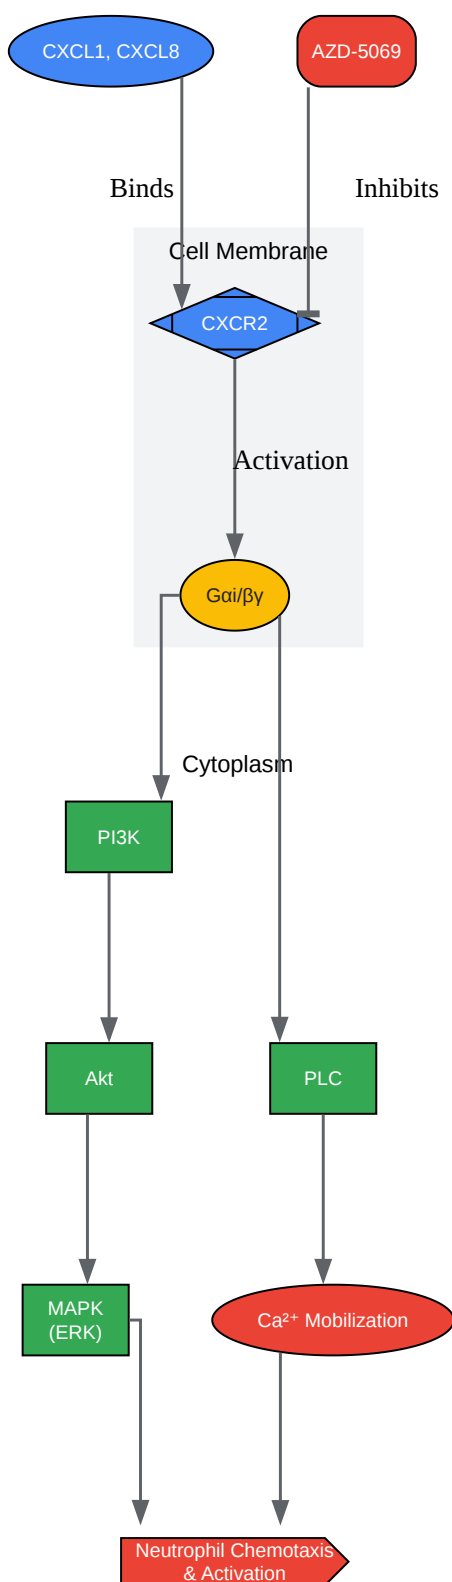 CXCL1, CXCL8
AZD-5069
Binds
Inhibits
Cell Membrane
CXCR2
Activation
Gαi/βγ
Cytoplasm
PI3K
Akt
PLC
MAPK
(ERK)
Ca²⁺ Mobilization
Neutrophil Chemotaxis
& Activation